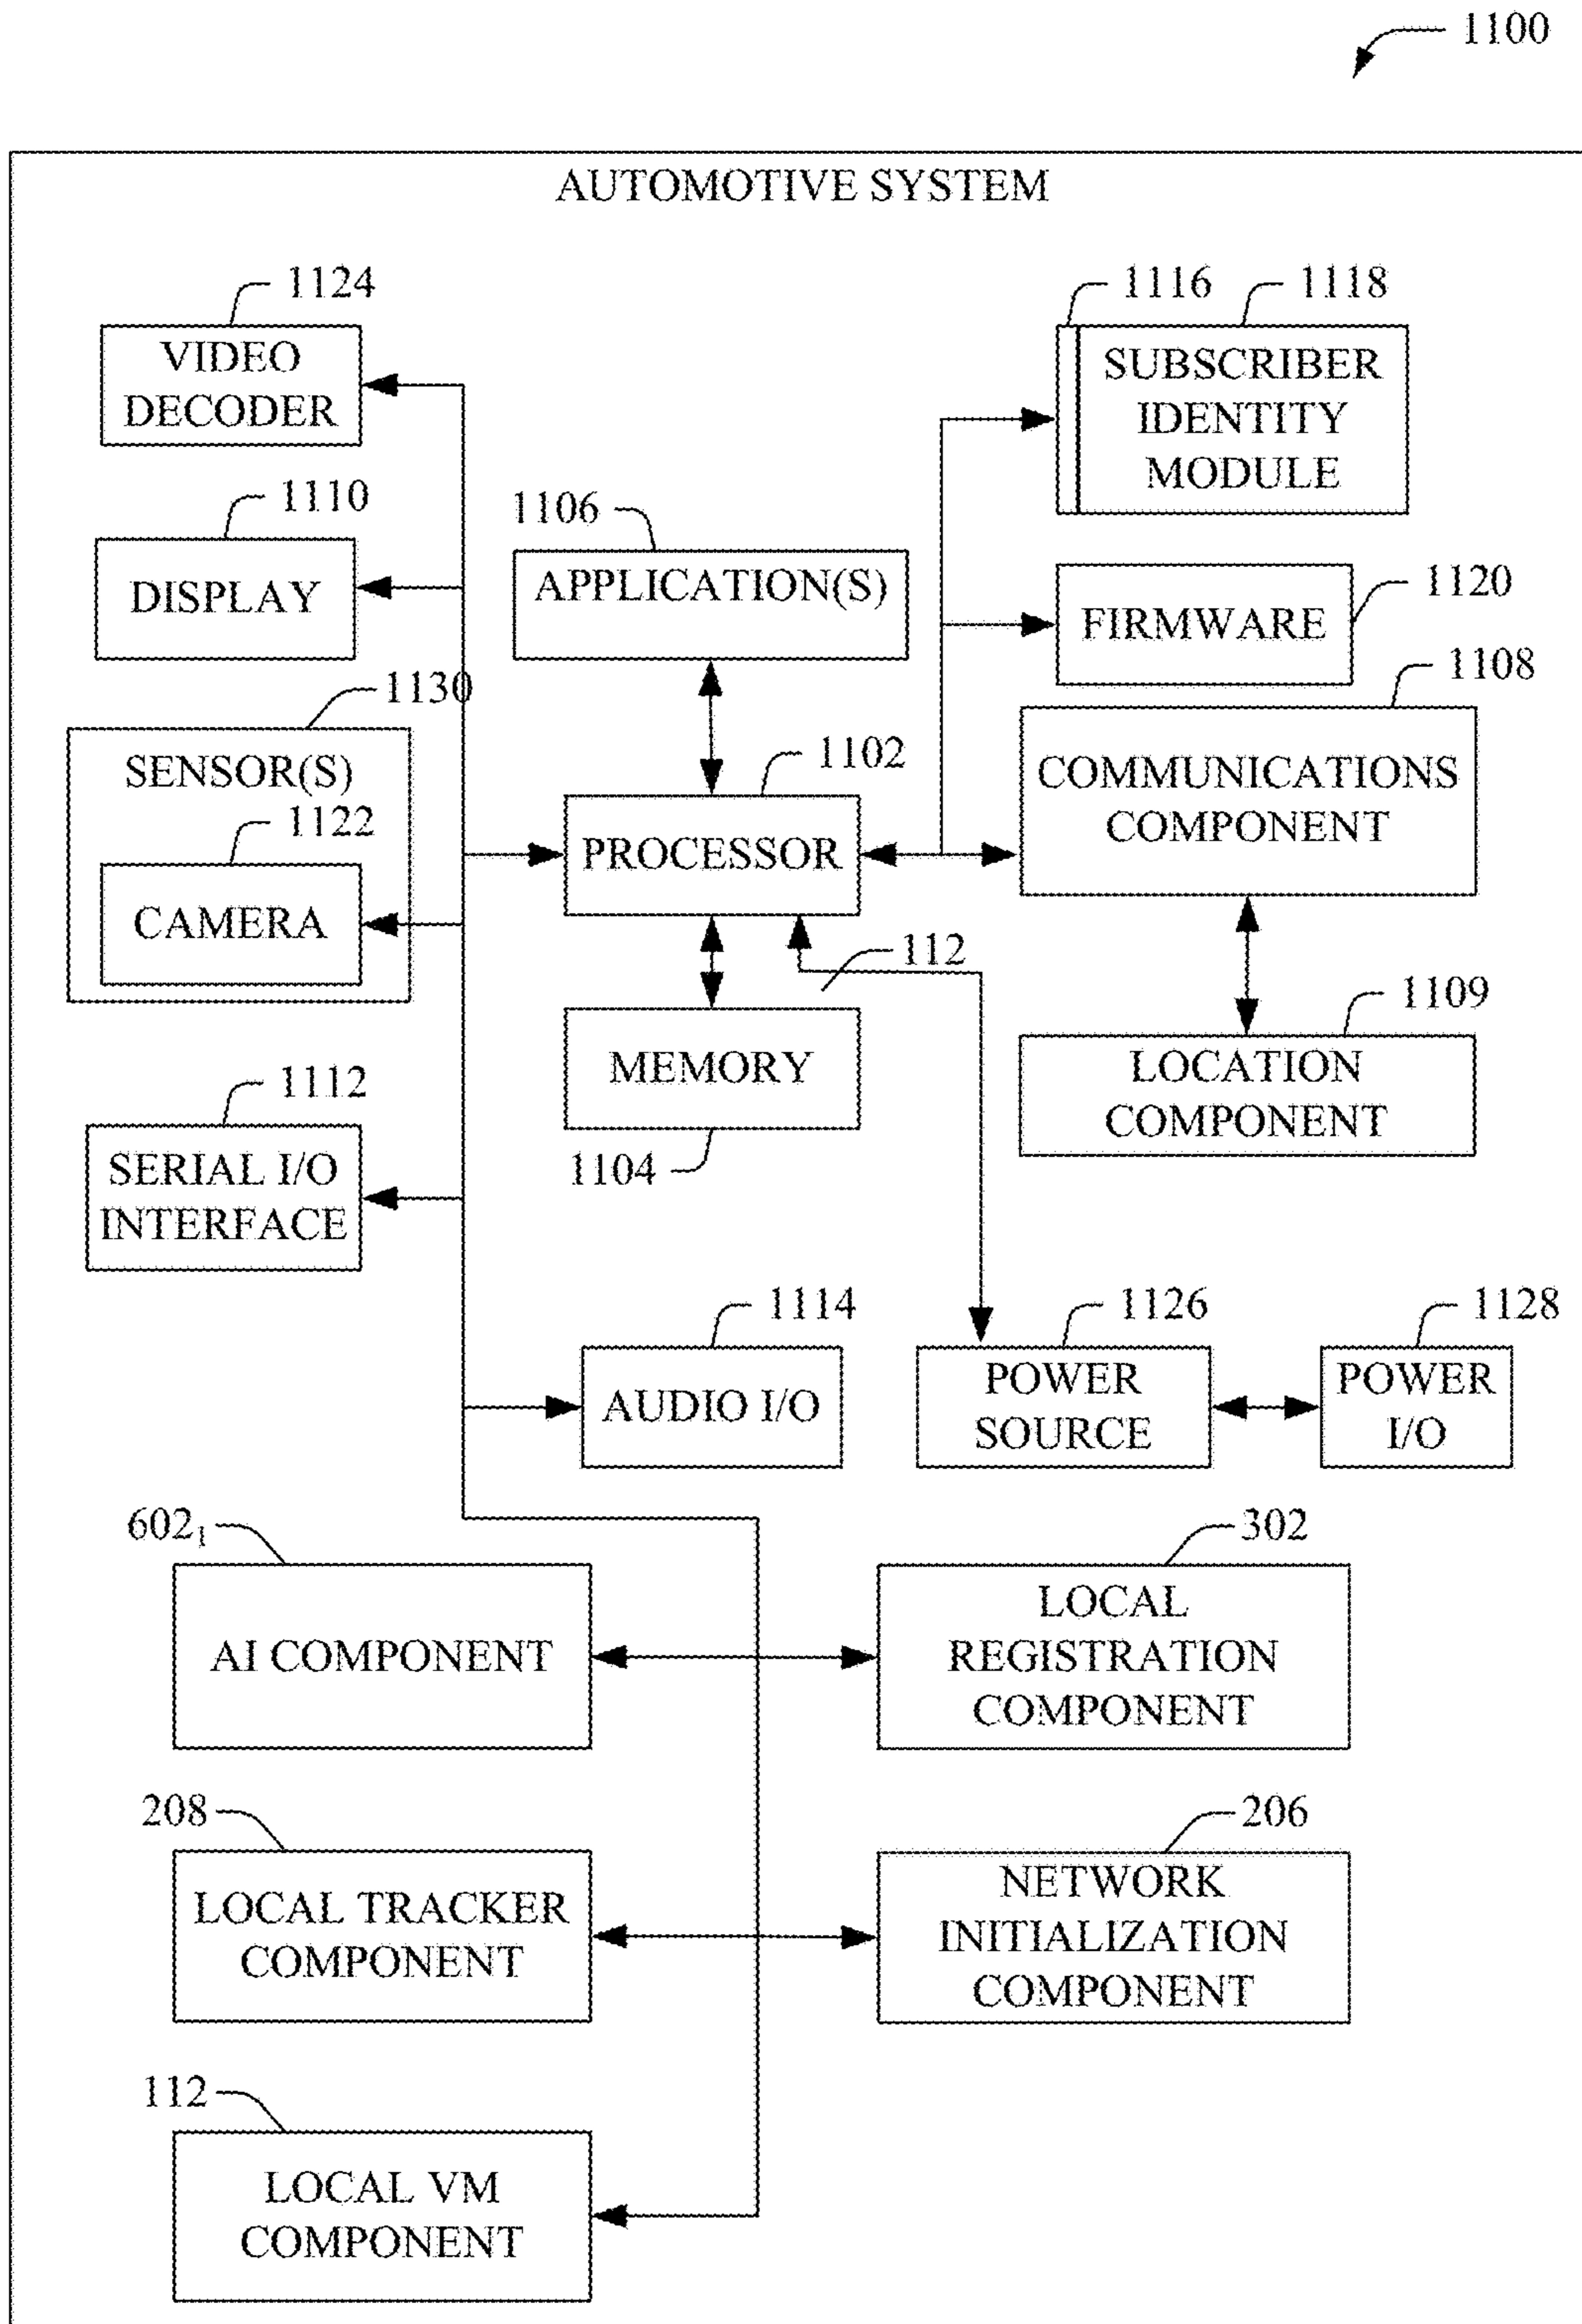 1100
AUTOMOTIVE SYSTEM
1124
VIDEO
DECODER
1116
1118
SUBSCRIBER
IDENTITY
MODULE
1110
DISPLAY
1106
APPLICATION(S)
FIRMWARE
1120
1130
SENSOR(S)
1122
CAMERA
1102
PROCESSOR
1108
COMMUNICATIONS
COMPONENT
112
MEMORY
1104
1109
LOCATION
COMPONENT
1112
SERIAL I/O
INTERFACE
1114
AUDIO I/O
1126
POWER
SOURCE
1128
POWER
I/O
602₁
AI COMPONENT
302
LOCAL
REGISTRATION
COMPONENT
208
LOCAL TRACKER
COMPONENT
206
NETWORK
INITIALIZATION
COMPONENT
112
LOCAL VM
COMPONENT